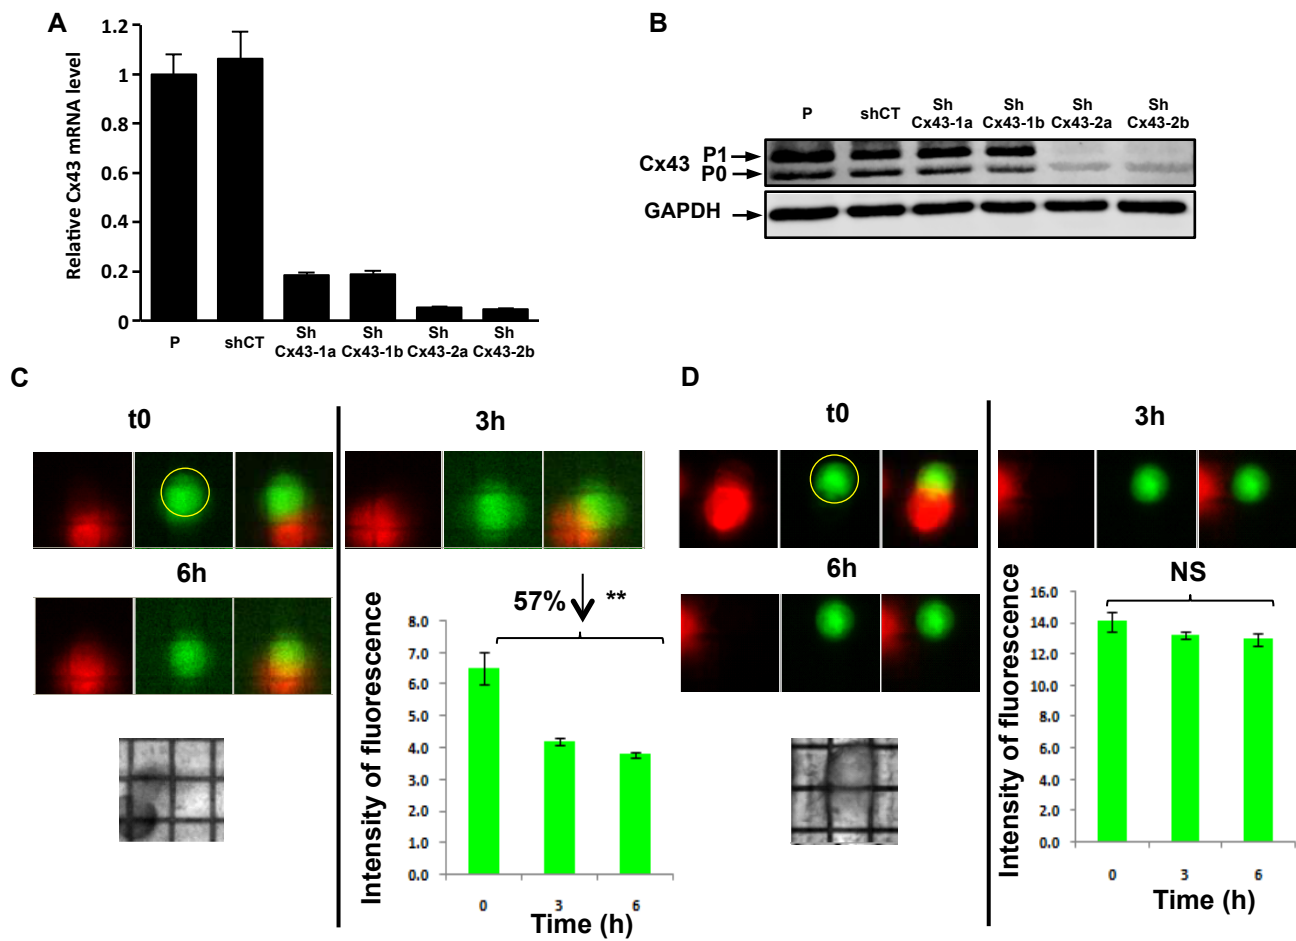 A
Relative Cx43 mRNA level
1.2
1
0.8
0.6
0.4
0.2
0
P
shCT
Sh
Cx43-1a
Sh
Cx43-1b
Sh
Cx43-2a
Sh
Cx43-2b
B
P
shCT
Sh
Cx43-1a
Sh
Cx43-1b
Sh
Cx43-2a
Sh
Cx43-2b
Cx43
P1
P0
GAPDH
C
t0
3h
6h
57%
**
Intensity of fluorescence
8.0
7.0
6.0
5.0
4.0
3.0
2.0
1.0
0.0
0
3
6
Time (h)
D
t0
3h
6h
NS
Intensity of fluorescence
16.0
14.0
12.0
10.0
8.0
6.0
4.0
2.0
0.0
0
3
6
Time (h)